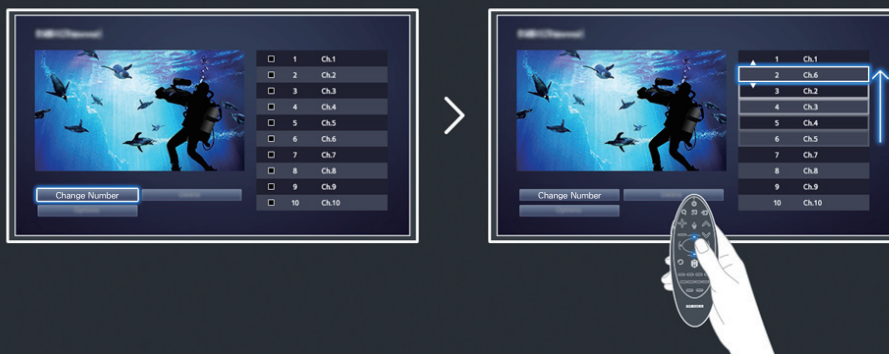 1 Ch.1
2 Ch.2
3 Ch.3
4 Ch.4
5 Ch.5
6 Ch.6
7 Ch.7
8 Ch.8
9 Ch.9
10 Ch.10
Change Number
1 Ch.1
2 Ch.6
3 Ch.2
4 Ch.3
5 Ch.4
6 Ch.5
7 Ch.7
8 Ch.8
9 Ch.9
10 Ch.10
Change Number